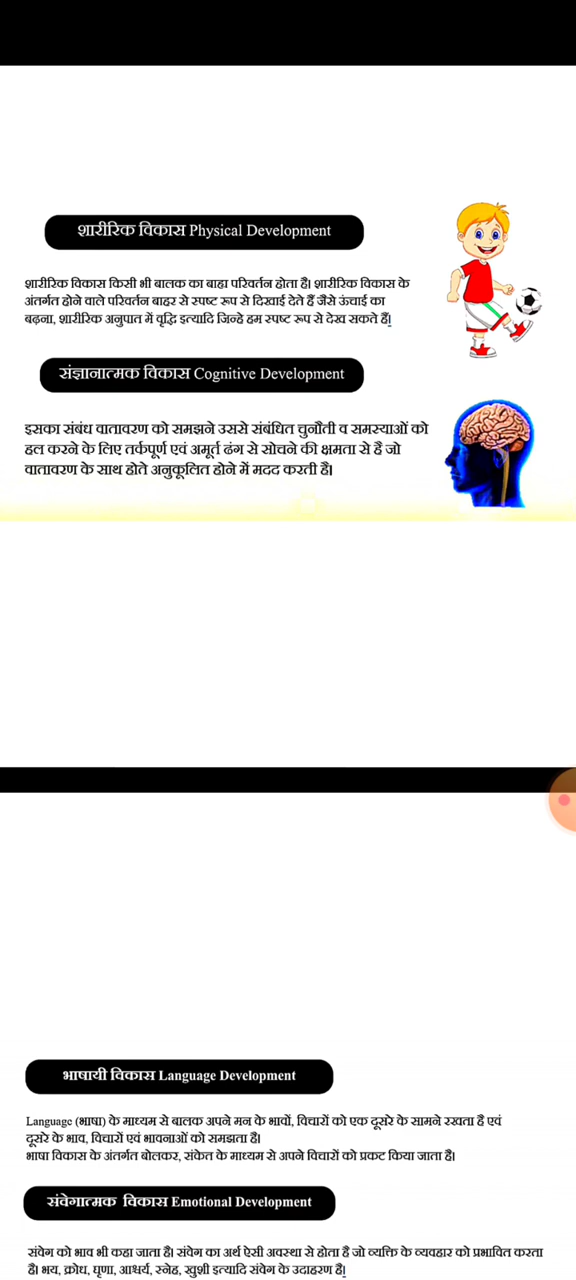 शारीरिक विकास Physical Development
शारीरिक विकास किसी भी बालक का बाह्य परिवर्तन होता है। शारीरिक विकास के
अंतर्गत होने वाले परिवर्तन बाहर से स्पष्ट रूप से दिखाई देते हैं जैसे ऊंचाई का
बढ़ना, शारीरिक अनुपात में वृद्धि इत्यादि जिन्हे हम स्पष्ट रूप से देख सकते हैं।
संज्ञानात्मक विकास Cognitive Development
इसका संबंध वातावरण को समझने उससे संबंधित चुनौती व समस्याओं को
हल करने के लिए तर्कपूर्ण एवं अमूर्त ढंग से सोचने की क्षमता से है जो
वातावरण के साथ होते अनुकूलित होने में मदद करती है।
भाषायी विकास Language Development
Language (भाषा) के माध्यम से बालक अपने मन के भावों, विचारों को एक दूसरे के सामने रखता है एवं
दूसरे के भाव, विचारों एवं भावनाओं को समझता है।
भाषा विकास के अंतर्गत बोलकर, संकेत के माध्यम से अपने विचारों को प्रकट किया जाता है।
संवेगात्मक विकास Emotional Development
संवेग को भाव भी कहा जाता है। संवेग का अर्थ ऐसी अवस्था से होता है जो व्यक्ति के व्यवहार को प्रभावित करता
है। भय, क्रोध, घृणा, आश्चर्य, स्नेह, खुशी इत्यादि संवेग के उदाहरण है।